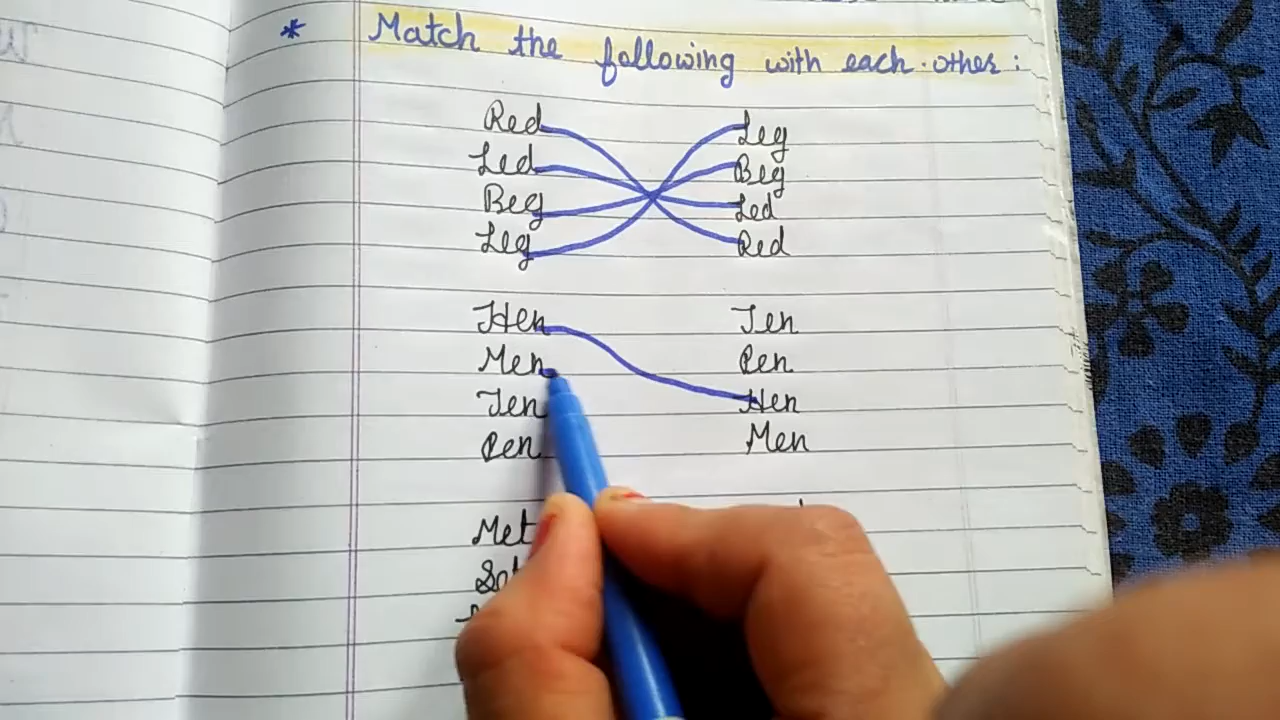 * Match the following with each other :
Red Leg
Led Beg
Beg Led
Leg Red
Hen Ten
Men Pen
Ten Hen
Pen Men
Met